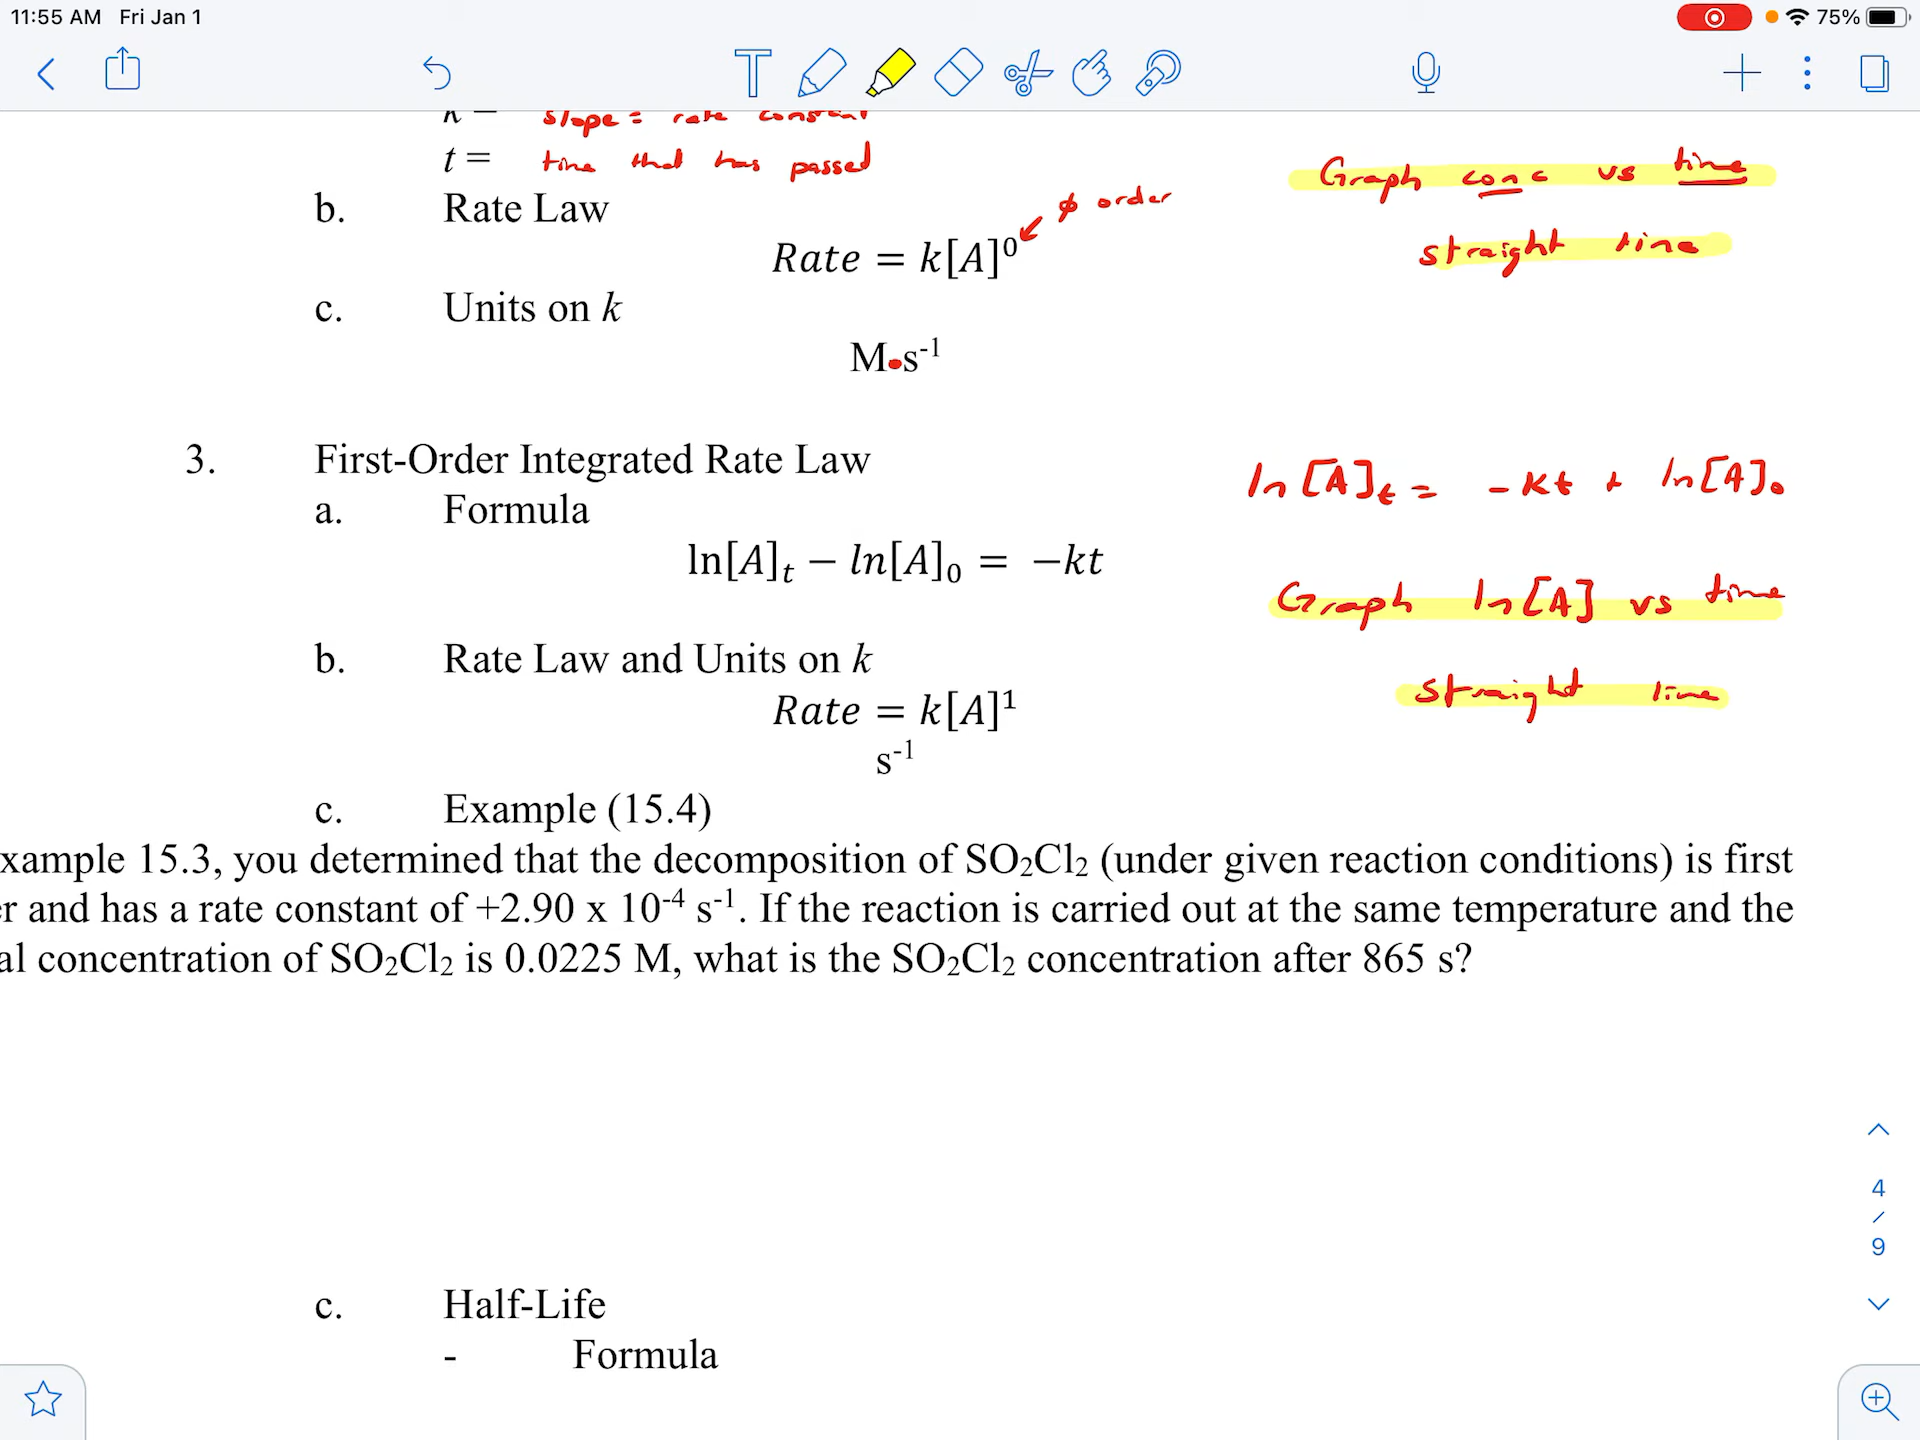 11:55 AM Fri Jan 1 75%
T
k = slope = rate constant
t = time that has passed
Graph conc vs time
b. Rate Law
ϕ order
Rate = k[A]⁰
straight line
c. Units on k
M•s⁻¹
3. First-Order Integrated Rate Law
ln[A]ₜ = -kt + ln[A]₀
a. Formula
ln[A]ₜ − ln[A]₀ = −kt
Graph ln[A] vs time
b. Rate Law and Units on k
straight line
Rate = k[A]¹
s⁻¹
c. Example (15.4)
xample 15.3, you determined that the decomposition of SO₂Cl₂ (under given reaction conditions) is first
r and has a rate constant of +2.90 x 10⁻⁴ s⁻¹. If the reaction is carried out at the same temperature and the
al concentration of SO₂Cl₂ is 0.0225 M, what is the SO₂Cl₂ concentration after 865 s?
4
/
9
c. Half-Life
- Formula